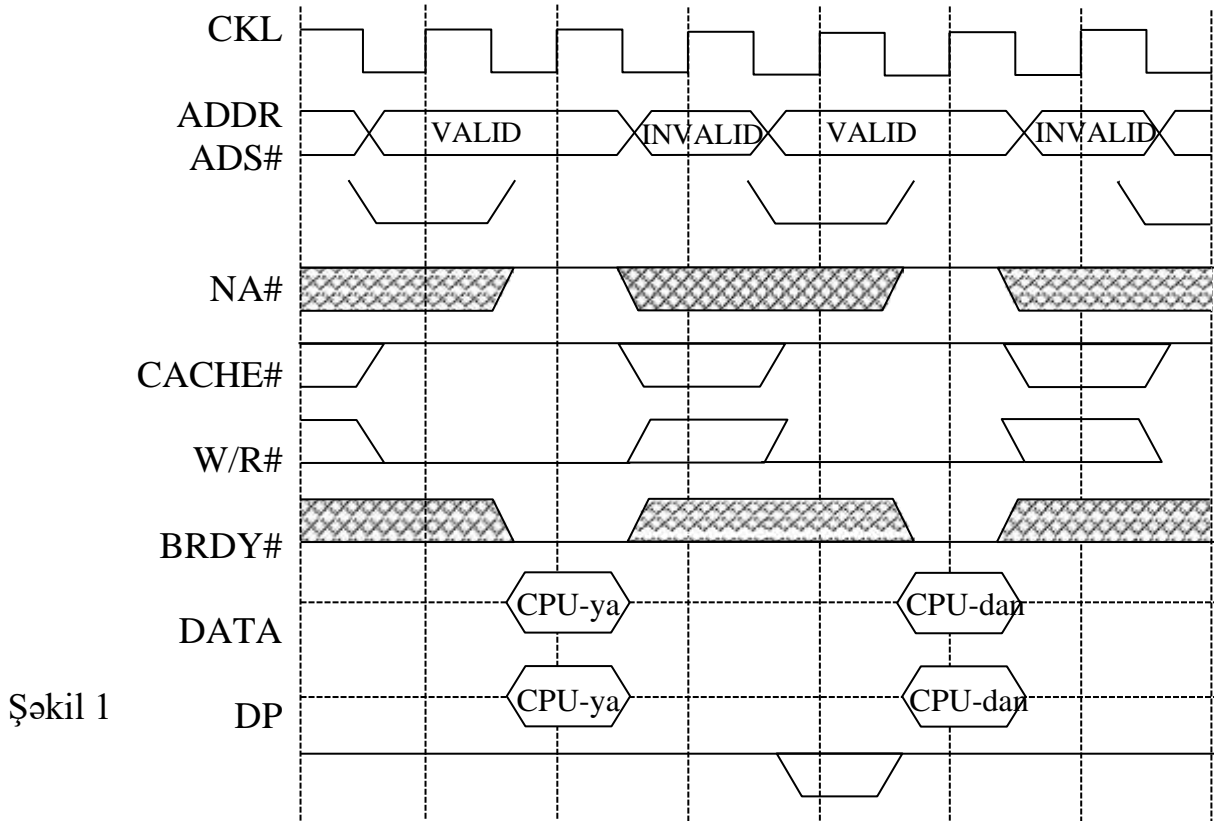 CKL
ADDR
VALID INVALID VALID INVALID
ADS#
NA#
CACHE#
W/R#
BRDY#
CPU-ya CPU-dan
DATA
CPU-ya CPU-dan
Şəkil 1 DP